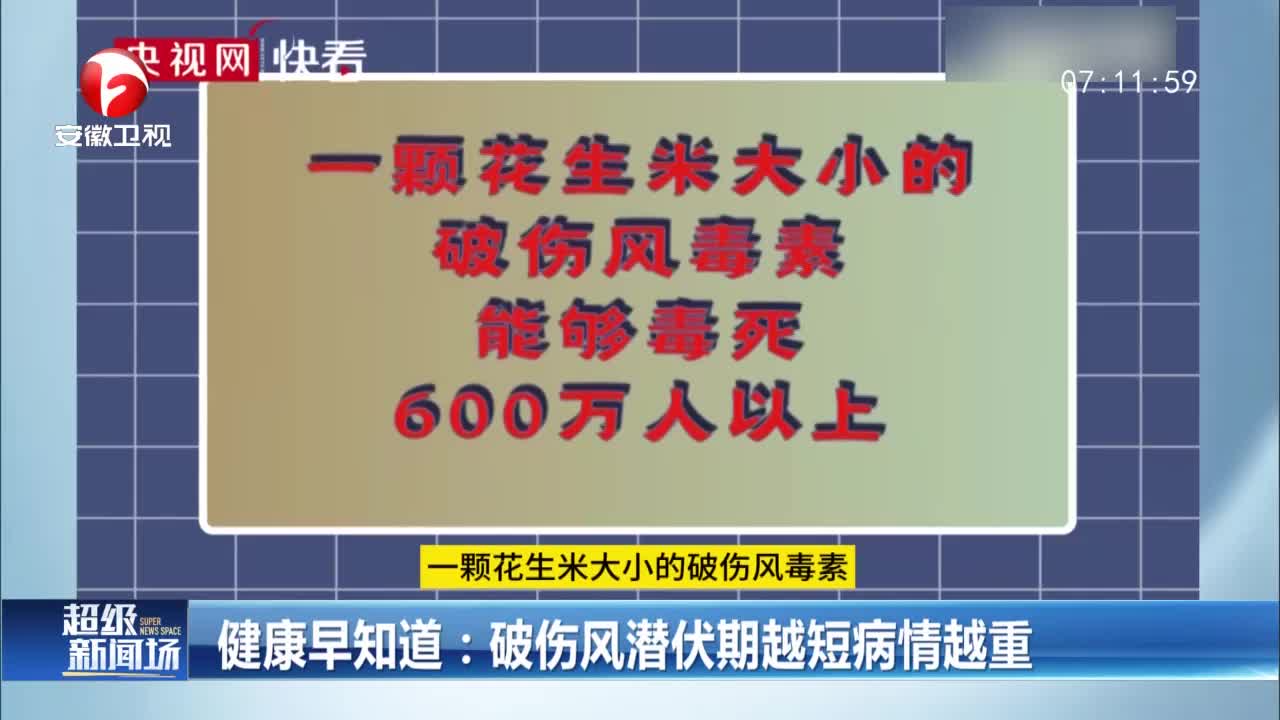 央视网 快看
安徽卫视
07:11:59
一颗花生米大小的
破伤风毒素
能够毒死
600万人以上
一颗花生米大小的破伤风毒素
超级新闻场
SUPER
NEWS SPACE
健康早知道：破伤风潜伏期越短病情越重